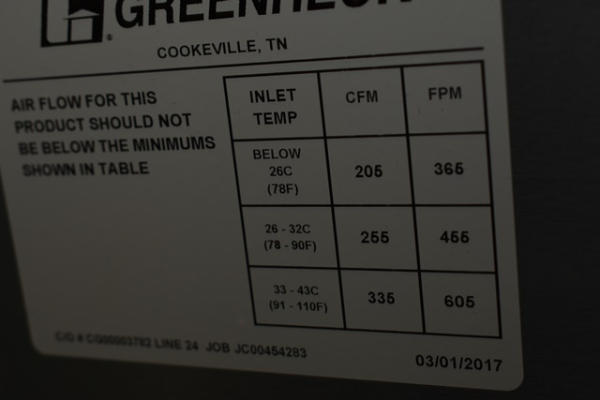 GREENHECK
COOKEVILLE, TN
AIR FLOW FOR THIS
PRODUCT SHOULD NOT
BE BELOW THE MINIMUMS
SHOWN IN TABLE
INLET TEMP CFM FPM
BELOW 26C (78F) 205 365
26 - 32C (78 - 90F) 255 455
33 - 43C (91 - 110F) 335 605
C/O # CG00003782 LINE 24 JOB JC00454283
03/01/2017